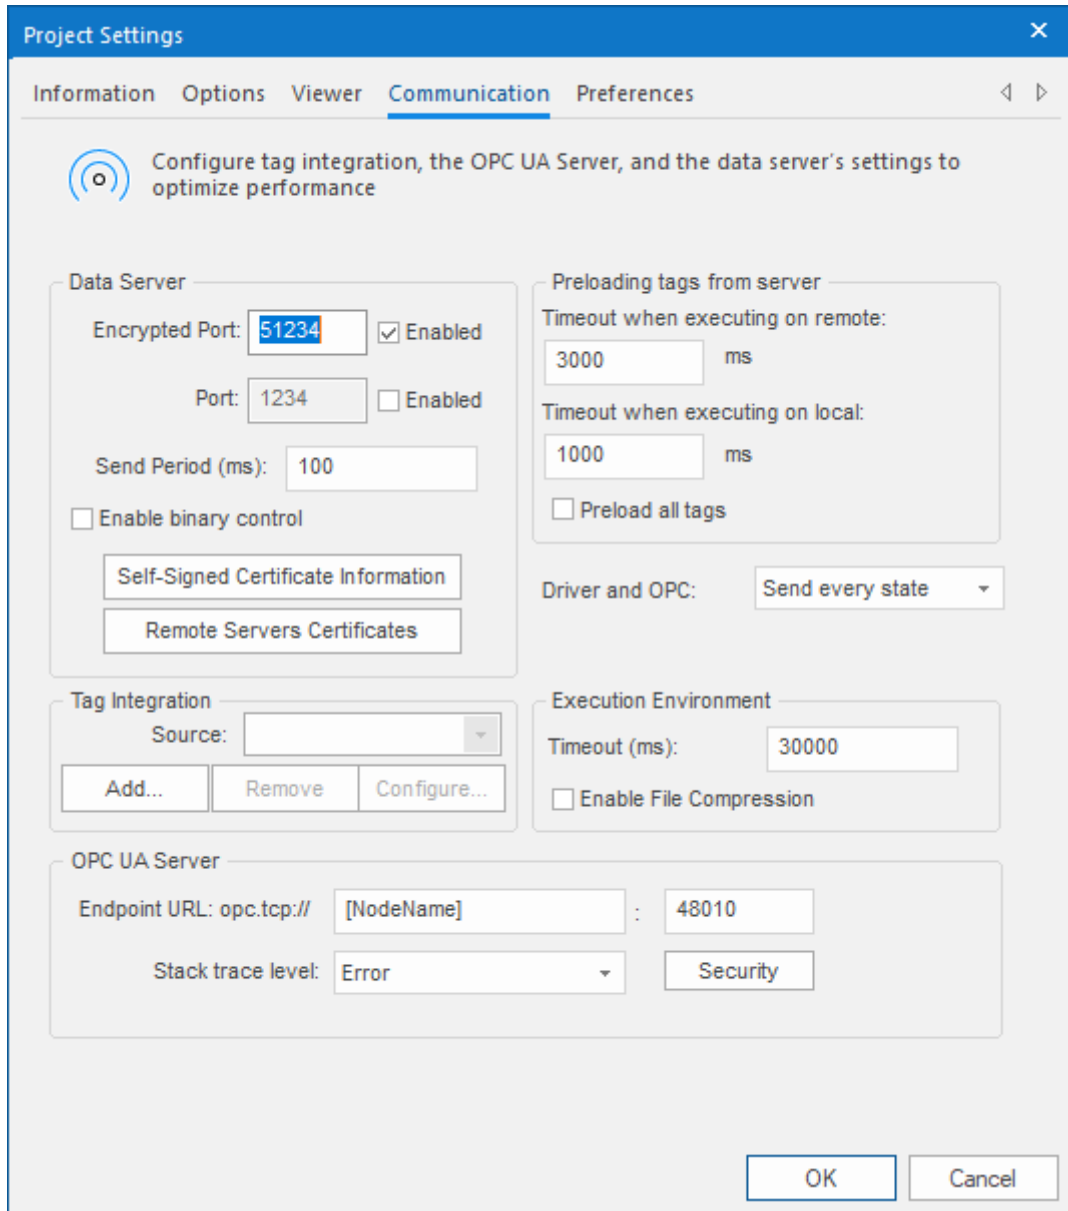 Project Settings
Information Options Viewer Communication Preferences
Configure tag integration, the OPC UA Server, and the data server's settings to
optimize performance
Data Server
Encrypted Port: 51234 Enabled
Port: 1234 Enabled
Send Period (ms): 100
Enable binary control
Self-Signed Certificate Information
Remote Servers Certificates
Preloading tags from server
Timeout when executing on remote:
3000 ms
Timeout when executing on local:
1000 ms
Preload all tags
Driver and OPC: Send every state
Tag Integration
Source:
Add... Remove Configure...
Execution Environment
Timeout (ms): 30000
Enable File Compression
OPC UA Server
Endpoint URL: opc.tcp:// [NodeName] : 48010
Stack trace level: Error Security
OK Cancel